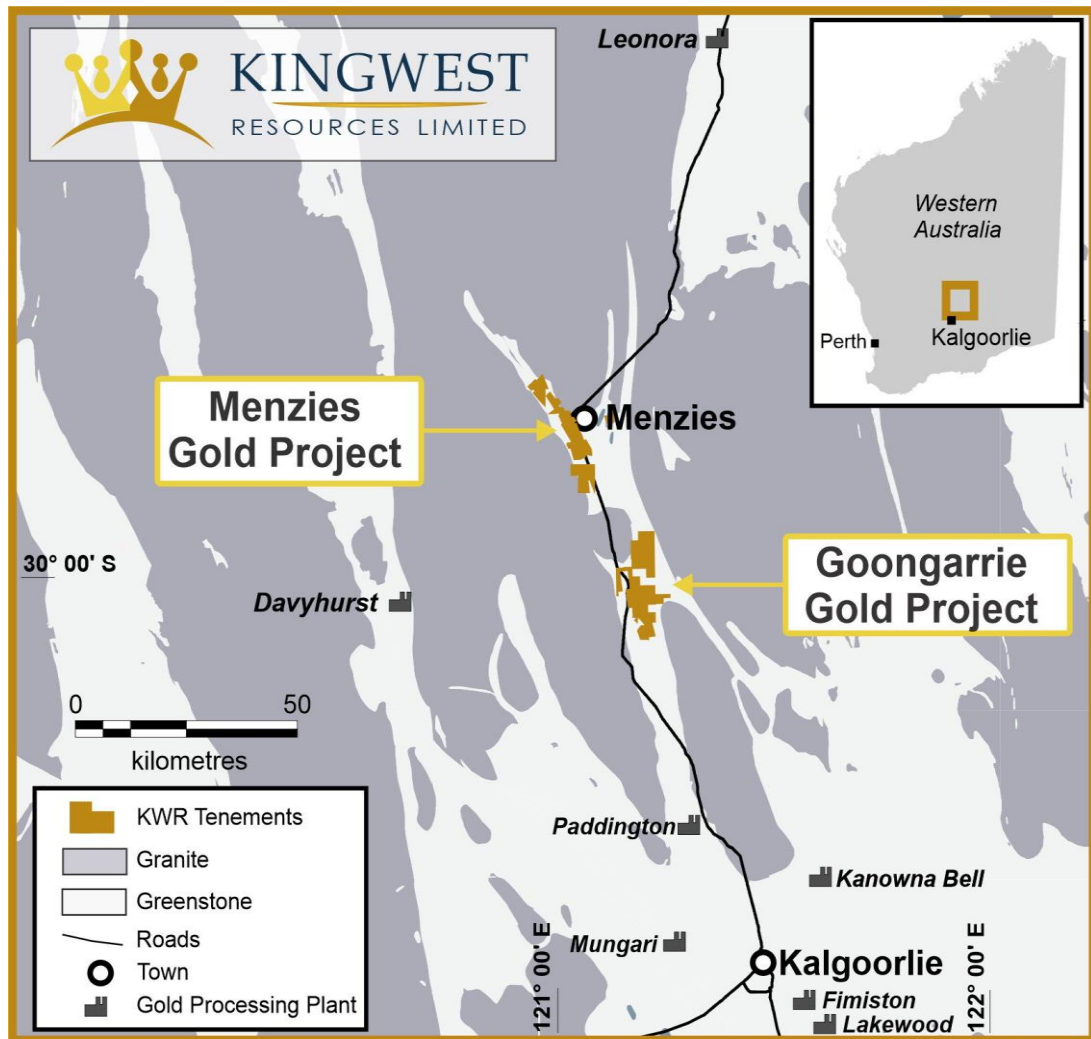 KINGWEST
RESOURCES LIMITED
Leonora
Western
Australia
Perth
Kalgoorlie
Menzies
Gold Project
Menzies
30° 00' S
Davyhurst
Goongarrie
Gold Project
0 50
kilometres
KWR Tenements
Granite
Greenstone
Roads
Town
Gold Processing Plant
Paddington
Kanowna Bell
Mungari
Kalgoorlie
Fimiston
Lakewood
121° 00' E
122° 00' E